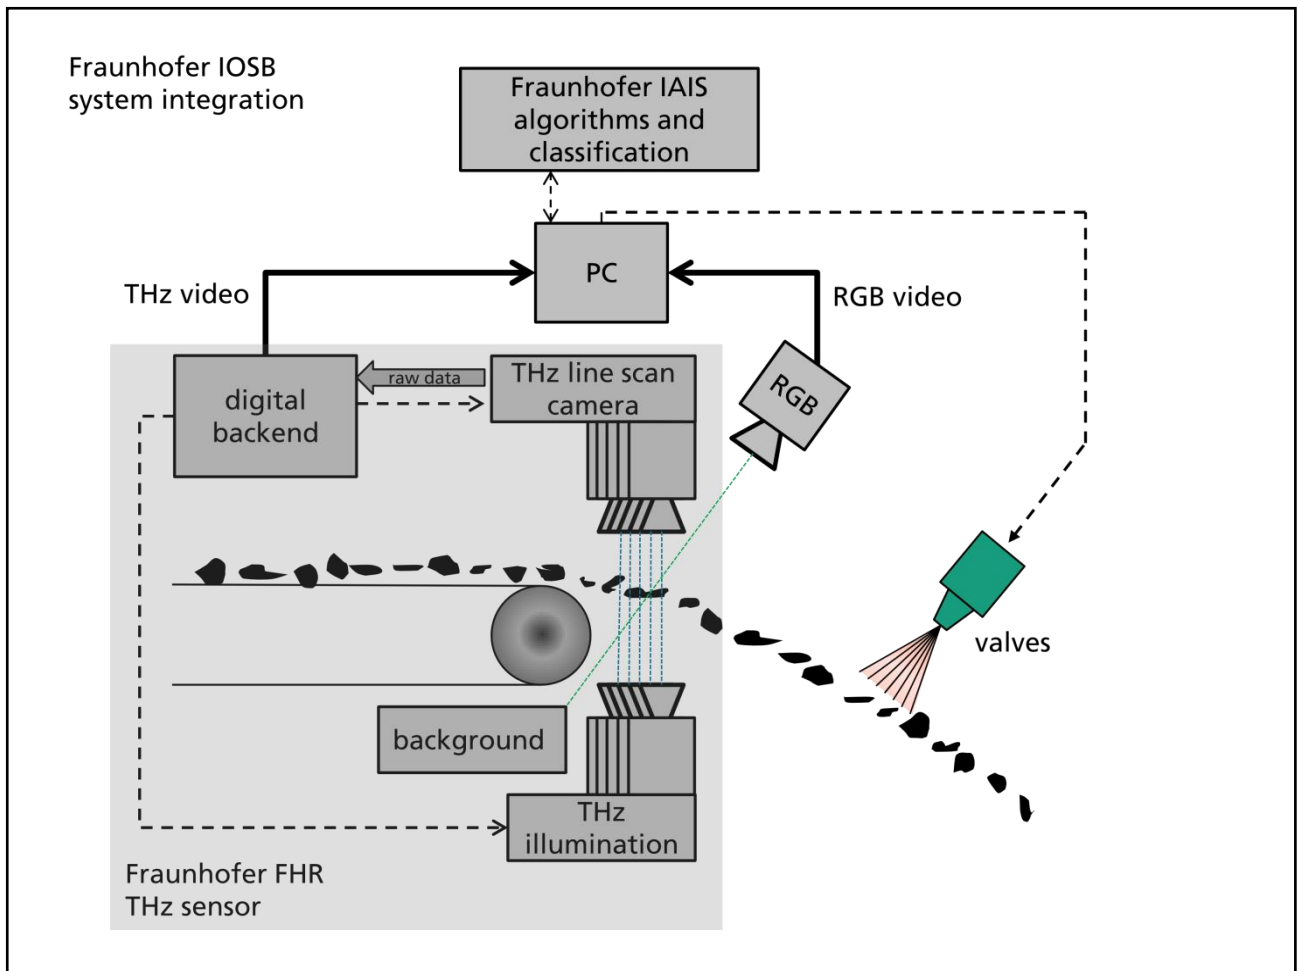 Fraunhofer IOSB
system integration
Fraunhofer IAIS
algorithms and
classification
PC
THz video
RGB video
digital
backend
raw data
THz line scan
camera
RGB
valves
background
THz
illumination
Fraunhofer FHR
THz sensor